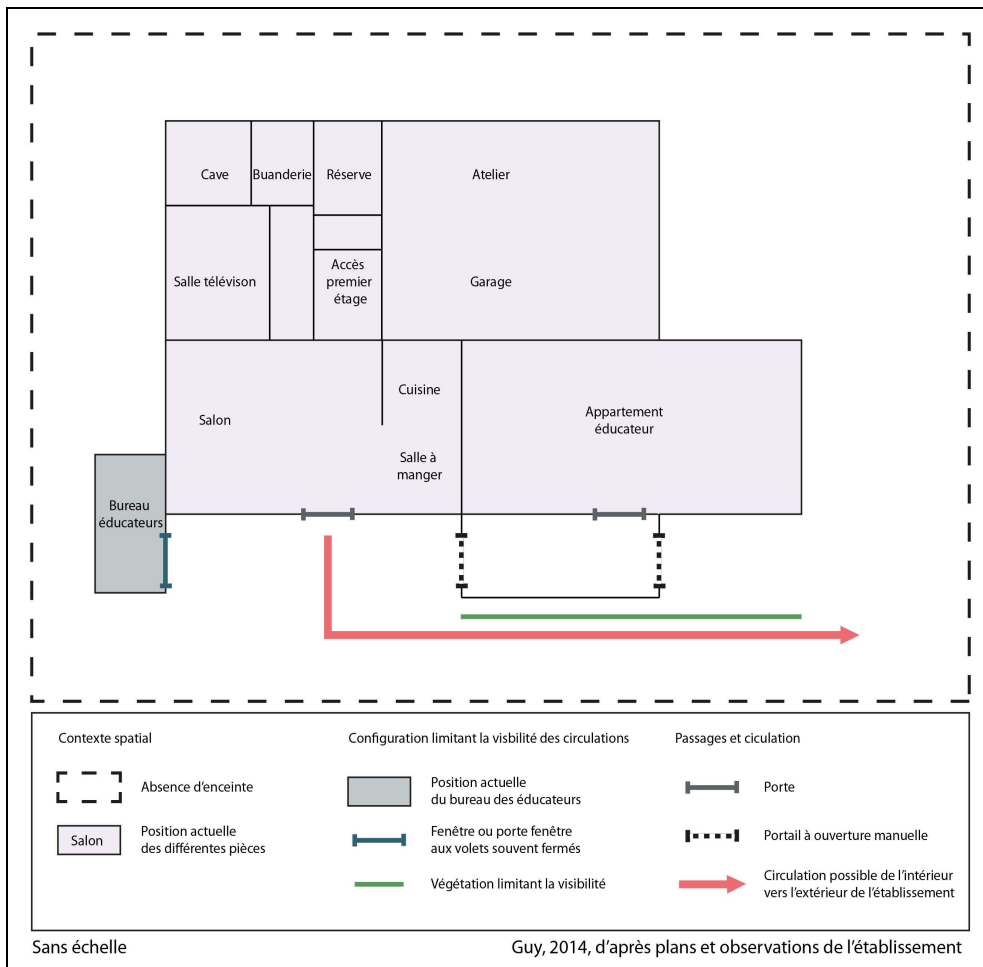 Cave
Buanderie
Réserve
Atelier
Salle télévison
Accès
premier
étage
Garage
Salon
Cuisine
Salle à
manger
Appartement
éducateur
Bureau
éducateurs
Contexte spatial
Absence d'enceinte
Salon
Position actuelle
des différentes pièces
Configuration limitant la visbilité des circulations
Position actuelle
du bureau des éducateurs
Fenêtre ou porte fenêtre
aux volets souvent fermés
Végétation limitant la visibilité
Passages et ciculation
Porte
Portail à ouverture manuelle
Circulation possible de l'intérieur
vers l'extérieur de l'établissement
Sans échelle
Guy, 2014, d'après plans et observations de l'établissement